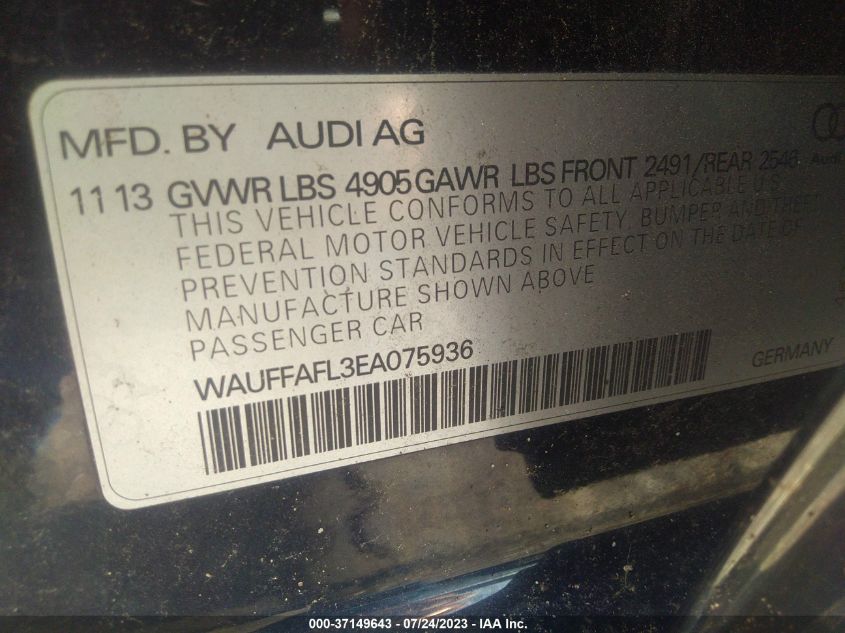 MFD. BY AUDI AG
11 13 GVWR LBS 4905 GAWR LBS FRONT 2491/REAR 2546
THIS VEHICLE CONFORMS TO ALL APPLICABLE U.S.
FEDERAL MOTOR VEHICLE SAFETY, BUMPER AND THEFT
PREVENTION STANDARDS IN EFFECT ON THE DATE OF
MANUFACTURE SHOWN ABOVE
PASSENGER CAR
WAUFFAFL3EA075936
GERMANY
Audi
000-37149643 / 07/24/2023 - IAA Inc.